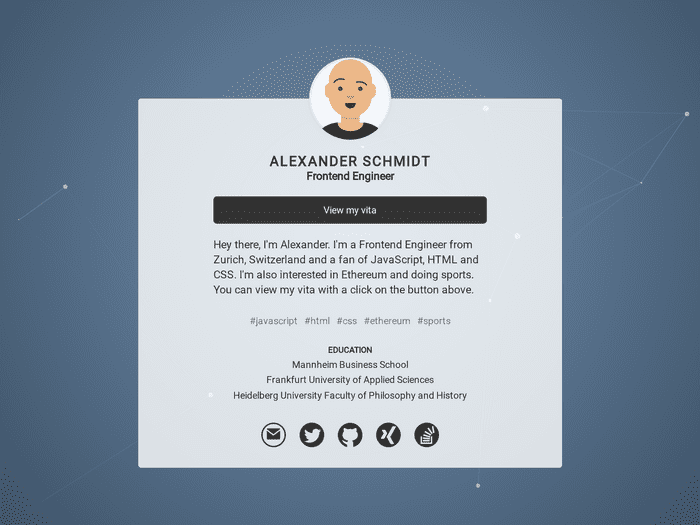 ALEXANDER SCHMIDT
Frontend Engineer
View my vita
Hey there, I'm Alexander. I'm a Frontend Engineer from
Zurich, Switzerland and a fan of JavaScript, HTML and
CSS. I'm also interested in Ethereum and doing sports.
You can view my vita with a click on the button above.
#javascript #html #css #ethereum #sports
EDUCATION
Mannheim Business School
Frankfurt University of Applied Sciences
Heidelberg University Faculty of Philosophy and History